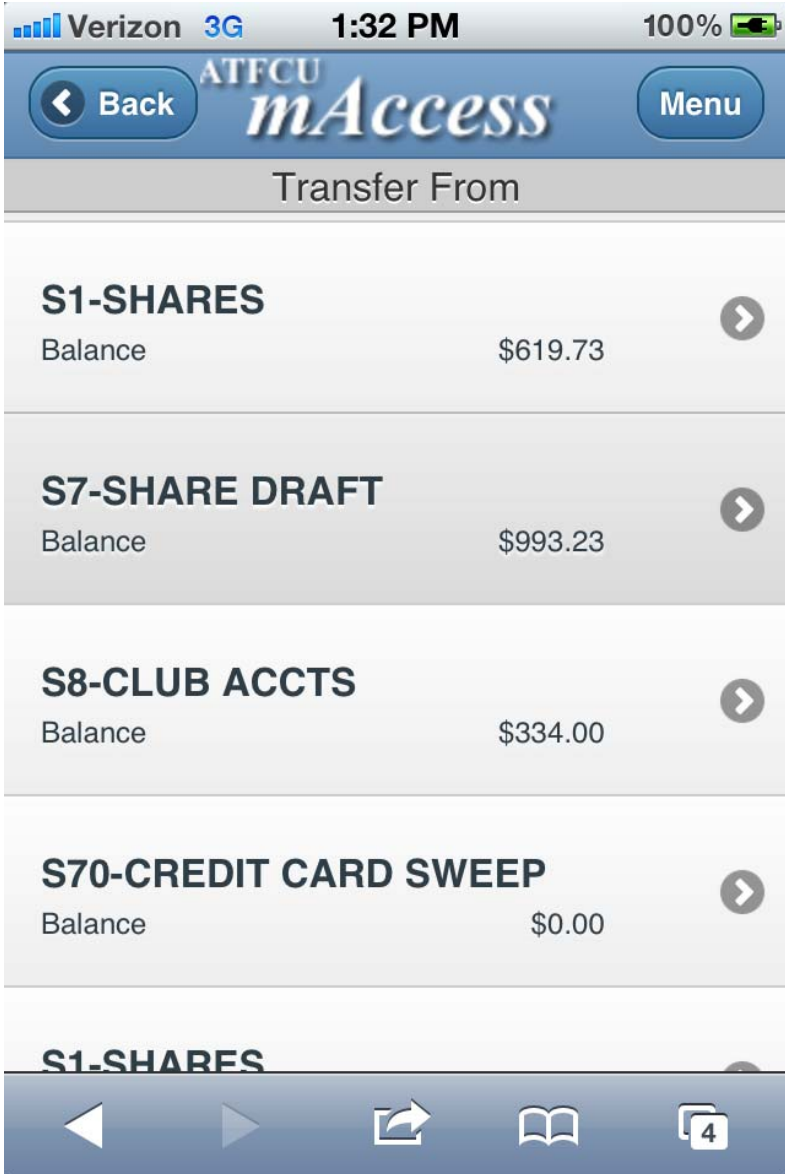 Verizon 3G 1:32 PM 100%
Back ATFCU mAccess Menu
Transfer From
S1-SHARES
Balance $619.73
S7-SHARE DRAFT
Balance $993.23
S8-CLUB ACCTS
Balance $334.00
S70-CREDIT CARD SWEEP
Balance $0.00
S1-SHARES
4